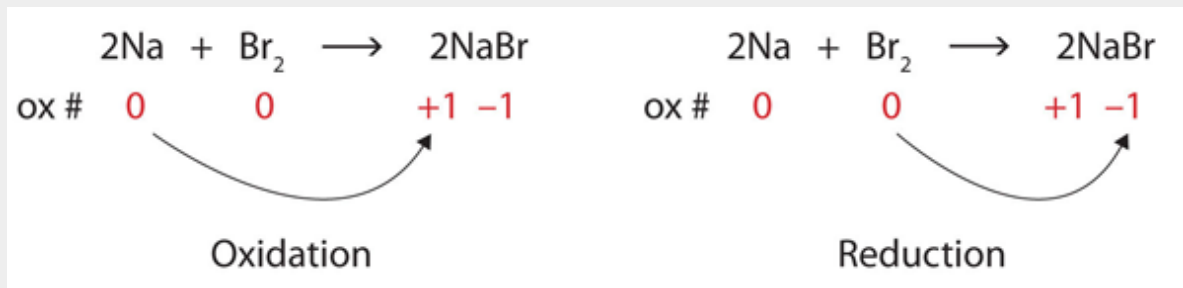 2Na + Br₂ ⟶ 2NaBr
ox # 0 0 +1 –1
Oxidation
2Na + Br₂ ⟶ 2NaBr
ox # 0 0 +1 –1
Reduction